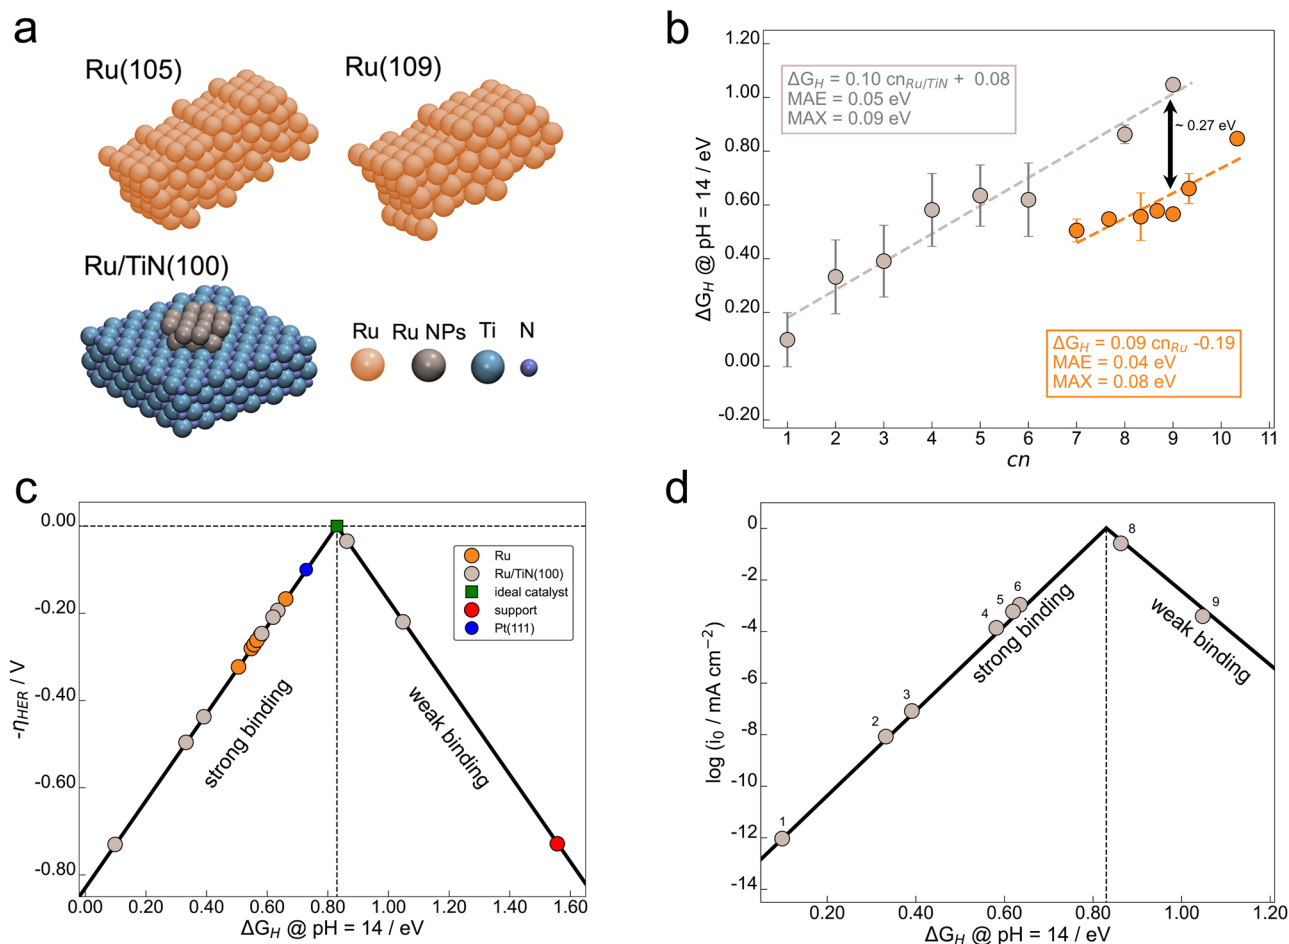 a
Ru(105)
Ru(109)
Ru/TiN(100)
Ru
Ru NPs
Ti
N
b
ΔG_H @ pH = 14 / eV
1.20
1.00
0.80
0.60
0.40
0.20
0.00
-0.20
ΔG_H = 0.10 cn_Ru/TiN + 0.08
MAE = 0.05 eV
MAX = 0.09 eV
~ 0.27 eV
ΔG_H = 0.09 cn_Ru -0.19
MAE = 0.04 eV
MAX = 0.08 eV
1 2 3 4 5 6 7 8 9 10 11
cn
c
-η_HER / V
0.00
-0.20
-0.40
-0.60
-0.80
Ru
Ru/TiN(100)
ideal catalyst
support
Pt(111)
strong binding
weak binding
0.00 0.20 0.40 0.60 0.80 1.00 1.20 1.40 1.60
ΔG_H @ pH = 14 / eV
d
log (i₀ / mA cm⁻²)
0
-2
-4
-6
-8
-10
-12
-14
1
2
3
4
5
6
8
9
strong binding
weak binding
0.20 0.40 0.60 0.80 1.00 1.20
ΔG_H @ pH = 14 / eV